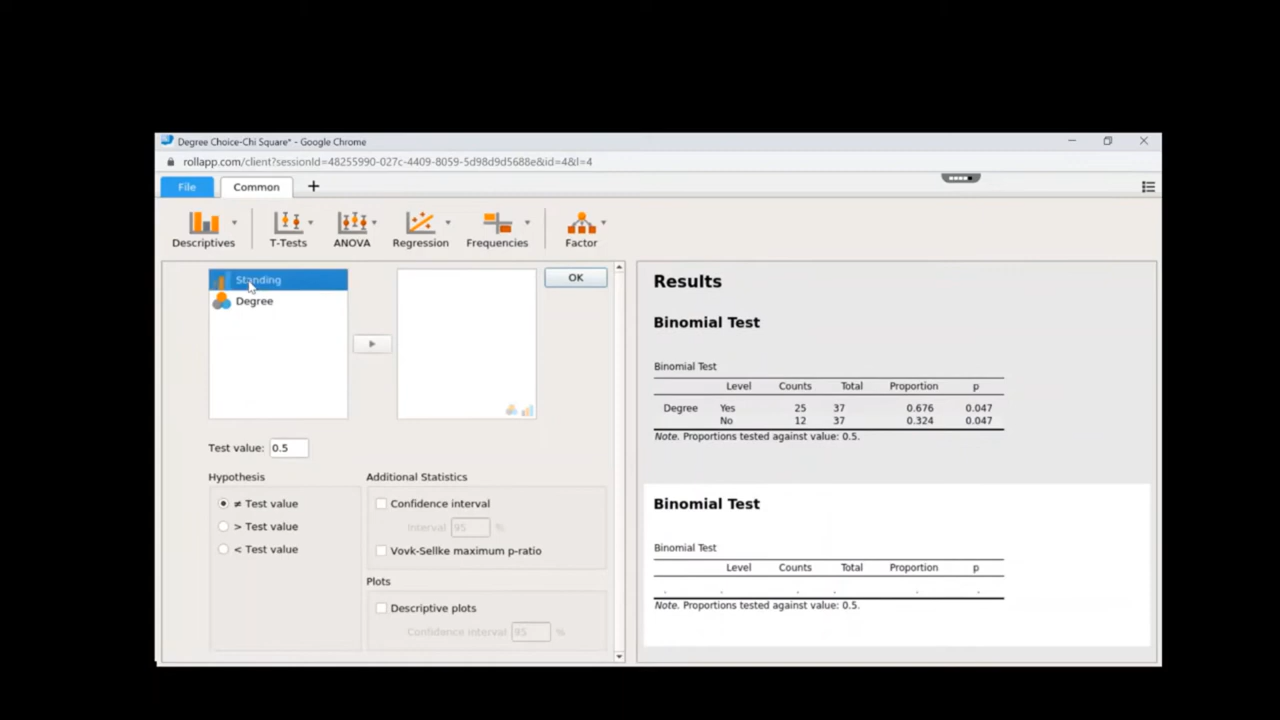 Degree Choice-Chi Square* - Google Chrome
rollapp.com/client?sessionId=48255990-027c-4409-8059-5d98d9d5688e&id=4&l=4
File Common +
Descriptives T-Tests ANOVA Regression Frequencies Factor
Standing
Degree
OK
Test value: 0.5
Hypothesis
≠ Test value
> Test value
< Test value
Additional Statistics
Confidence interval
Interval 95 %
Vovk-Sellke maximum p-ratio
Plots
Descriptive plots
Confidence interval 95 %
Results
Binomial Test
Binomial Test
Level Counts Total Proportion p
Degree Yes 25 37 0.676 0.047
No 12 37 0.324 0.047
Note. Proportions tested against value: 0.5.
Binomial Test
Binomial Test
Level Counts Total Proportion p
. . . . . .
Note. Proportions tested against value: 0.5.